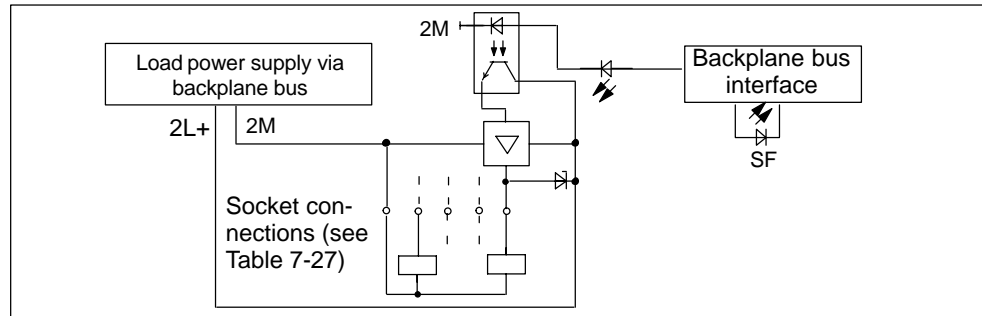 2M
Load power supply via
backplane bus
Backplane bus
interface
2L+
2M
SF
Socket con-
nections (see
Table 7-27)